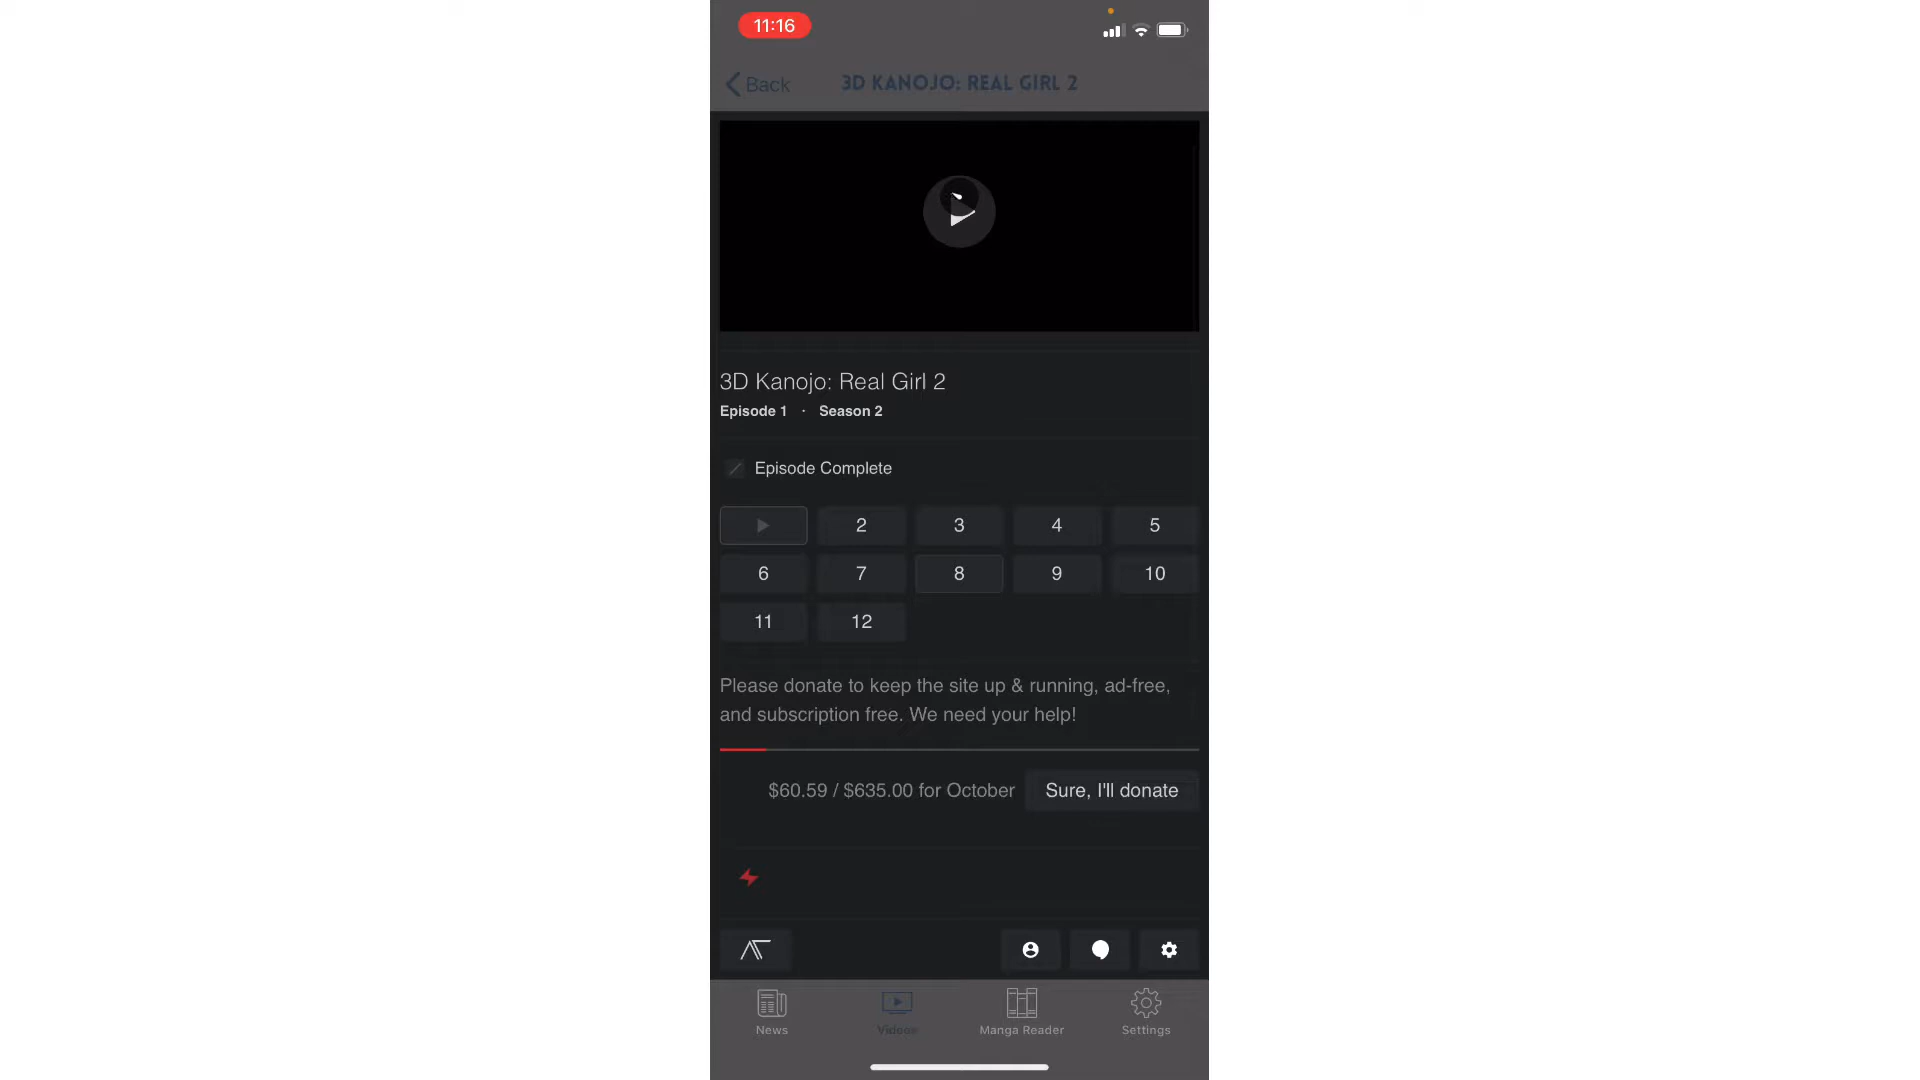 11:16
Back
3D KANOJO: REAL GIRL 2
3D Kanojo: Real Girl 2
Episode 1 · Season 2
Episode Complete
2 3 4 5
6 7 8 9 10
11 12
Please donate to keep the site up & running, ad-free,
and subscription free. We need your help!
$60.59 / $635.00 for October
Sure, I'll donate
News Videos Manga Reader Settings